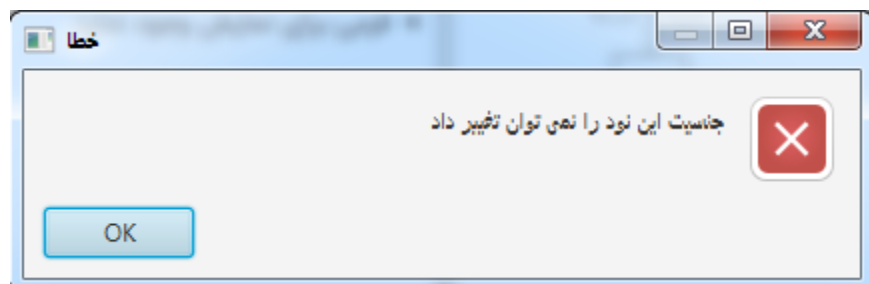 خطا
جنسیت این نود را نمی توان تغییر داد
OK